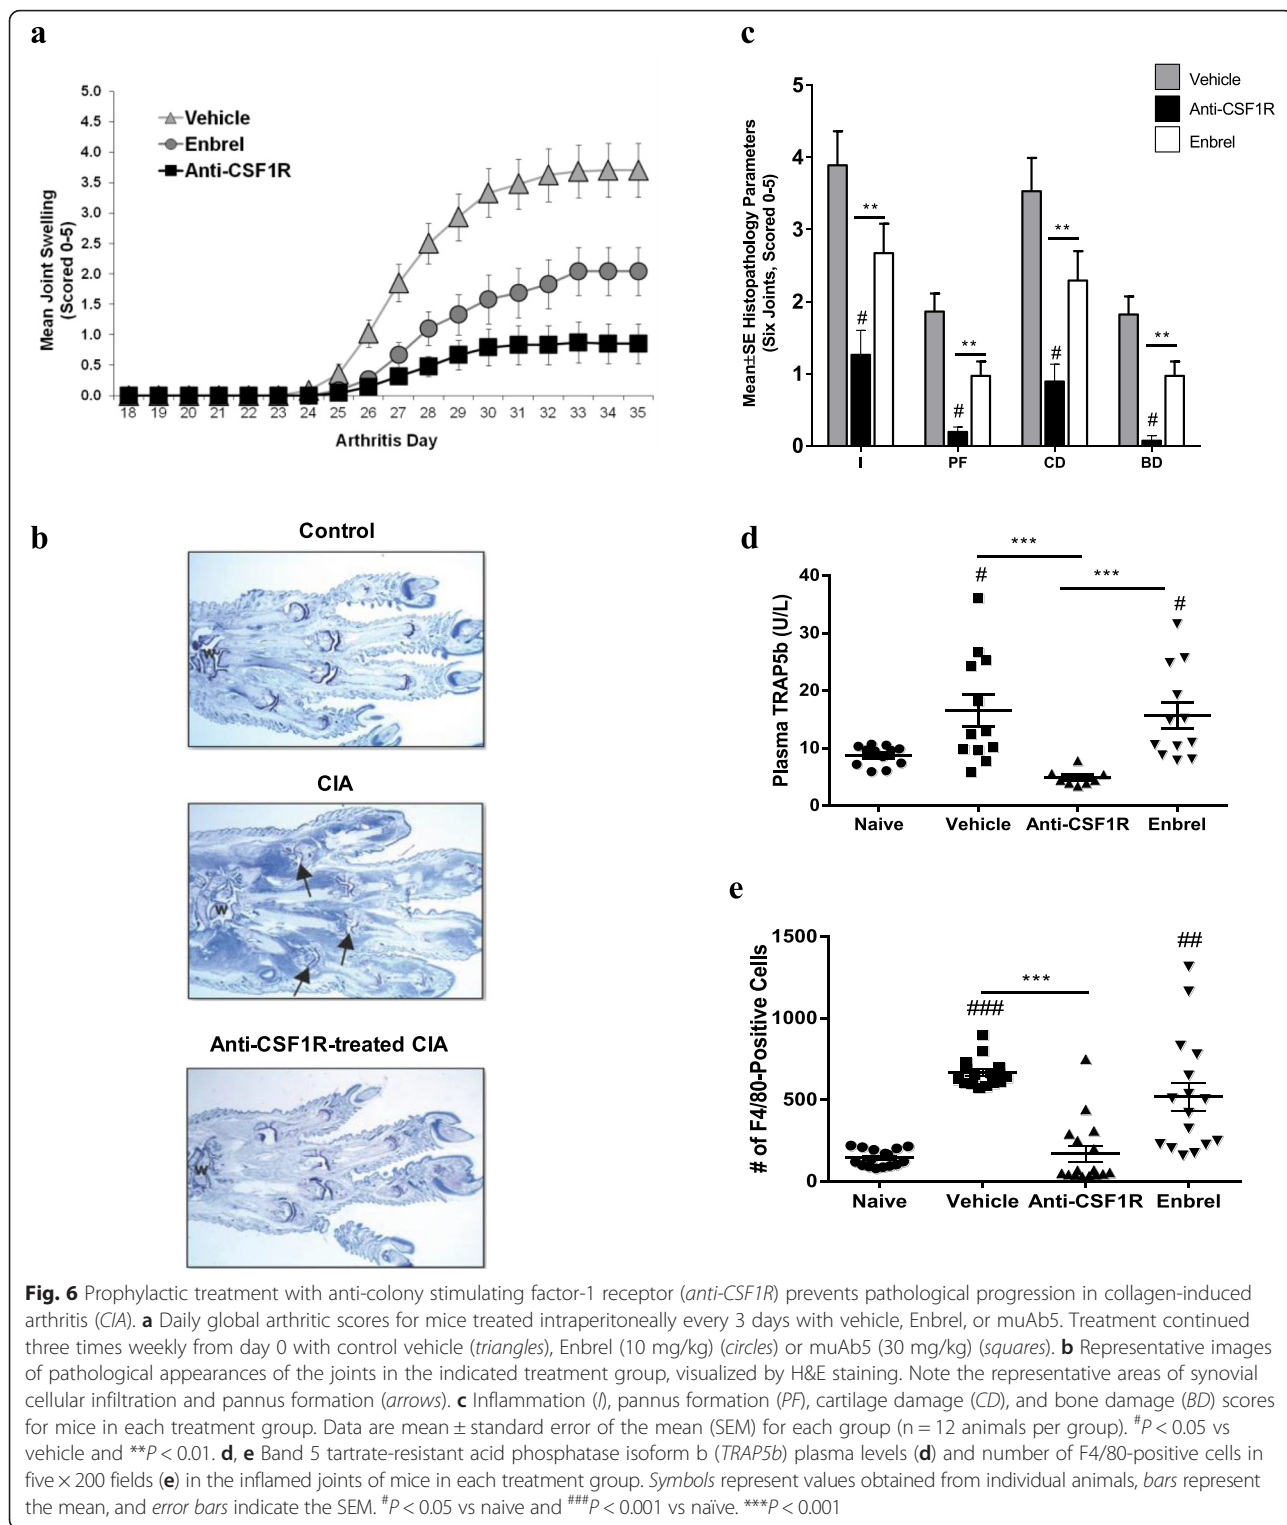 a
5.0
4.5
4.0
3.5
3.0
2.5
2.0
1.5
1.0
0.5
0.0
Mean Joint Swelling
(Scored 0-5)
Vehicle
Enbrel
Anti-CSF1R
18 19 20 21 22 23 24 25 26 27 28 29 30 31 32 33 34 35
Arthritis Day
c
5
4
3
2
1
0
Mean±SE Histopathology Parameters
(Six Joints, Scored 0-5)
Vehicle
Anti-CSF1R
Enbrel
** ** ** **
# # # #
I PF CD BD
b
Control
W
CIA
W
Anti-CSF1R-treated CIA
W
d
***
***
# #
40
30
20
10
0
Plasma TRAP5b (U/L)
Naive Vehicle Anti-CSF1R Enbrel
e
1500
1000
500
0
# of F4/80-Positive Cells
***
### ##
Naive Vehicle Anti-CSF1R Enbrel
Fig. 6 Prophylactic treatment with anti-colony stimulating factor-1 receptor (anti-CSF1R) prevents pathological progression in collagen-induced
arthritis (CIA). a Daily global arthritic scores for mice treated intraperitoneally every 3 days with vehicle, Enbrel, or muAb5. Treatment continued
three times weekly from day 0 with control vehicle (triangles), Enbrel (10 mg/kg) (circles) or muAb5 (30 mg/kg) (squares). b Representative images
of pathological appearances of the joints in the indicated treatment group, visualized by H&E staining. Note the representative areas of synovial
cellular infiltration and pannus formation (arrows). c Inflammation (I), pannus formation (PF), cartilage damage (CD), and bone damage (BD) scores
for mice in each treatment group. Data are mean ± standard error of the mean (SEM) for each group (n = 12 animals per group). #P < 0.05 vs
vehicle and **P < 0.01. d, e Band 5 tartrate-resistant acid phosphatase isoform b (TRAP5b) plasma levels (d) and number of F4/80-positive cells in
five × 200 fields (e) in the inflamed joints of mice in each treatment group. Symbols represent values obtained from individual animals, bars represent
the mean, and error bars indicate the SEM. #P < 0.05 vs naive and ###P < 0.001 vs naïve. ***P < 0.001